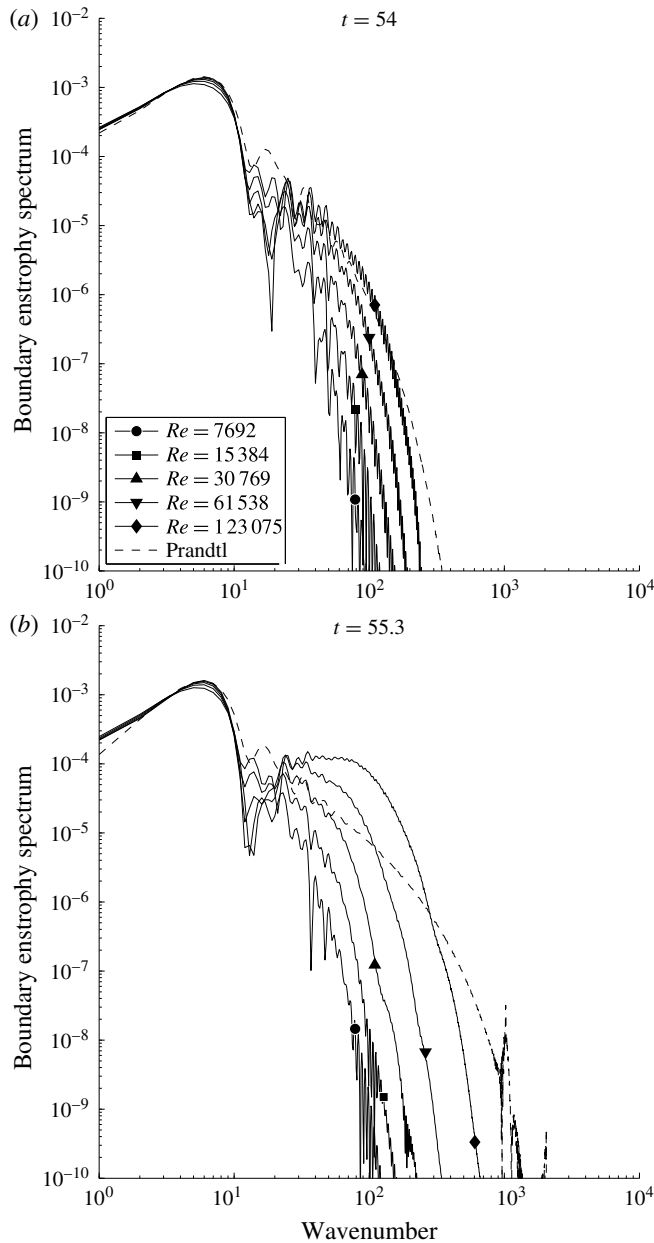 (a)
t = 54
10^-2
10^-3
10^-4
10^-5
10^-6
10^-7
10^-8
10^-9
10^-10
Boundary enstrophy spectrum
Re = 7692
Re = 15 384
Re = 30 769
Re = 61 538
Re = 1 23 075
Prandtl
10^0 10^1 10^2 10^3 10^4
(b)
t = 55.3
10^-2
10^-3
10^-4
10^-5
10^-6
10^-7
10^-8
10^-9
10^-10
Boundary enstrophy spectrum
10^0 10^1 10^2 10^3 10^4
Wavenumber